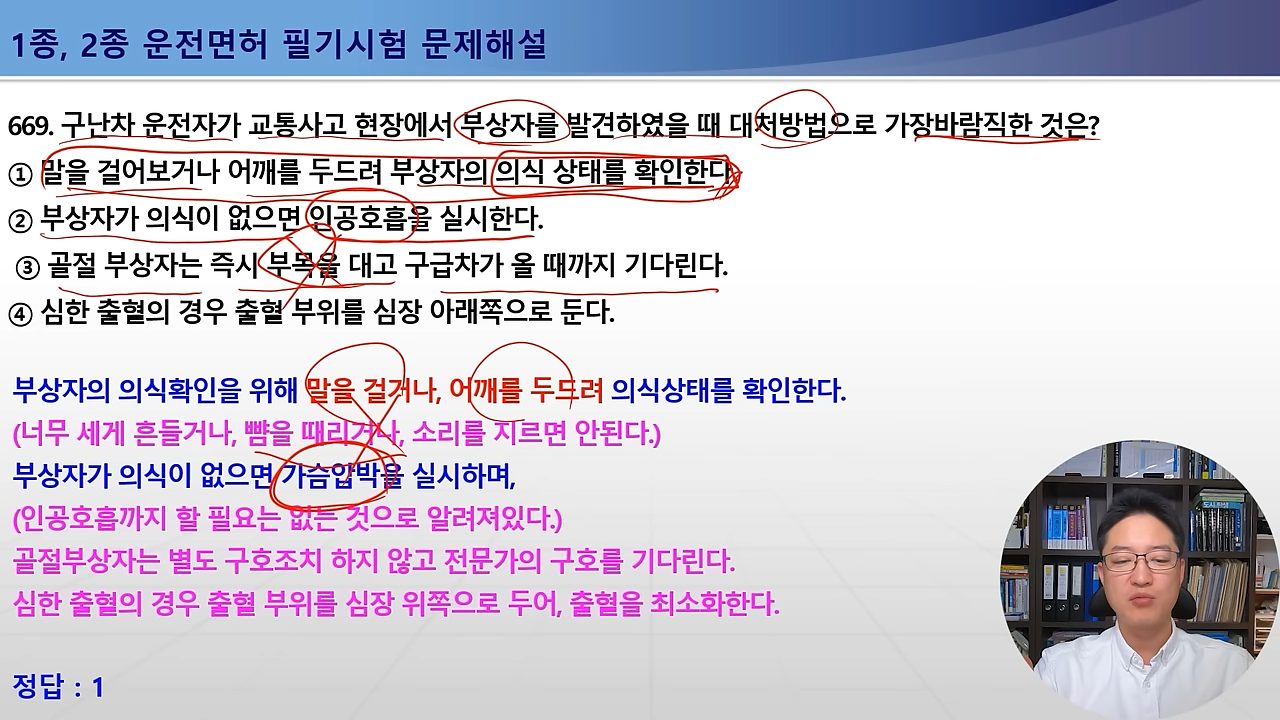 1종, 2종 운전면허 필기시험 문제해설
669. 구난차 운전자가 교통사고 현장에서 부상자를 발견하였을 때 대처방법으로 가장바람직한 것은?
① 말을 걸어보거나 어깨를 두드려 부상자의 의식 상태를 확인한다.
② 부상자가 의식이 없으면 인공호흡을 실시한다.
③ 골절 부상자는 즉시 부목을 대고 구급차가 올 때까지 기다린다.
④ 심한 출혈의 경우 출혈 부위를 심장 아래쪽으로 둔다.
부상자의 의식확인을 위해 말을 걸거나, 어깨를 두드려 의식상태를 확인한다.
(너무 세게 흔들거나, 뺨을 때리거나, 소리를 지르면 안된다.)
부상자가 의식이 없으면 가슴압박을 실시하며,
(인공호흡까지 할 필요는 없는 것으로 알려져있다.)
골절부상자는 별도 구호조치 하지 않고 전문가의 구호를 기다린다.
심한 출혈의 경우 출혈 부위를 심장 위쪽으로 두어, 출혈을 최소화한다.
정답 : 1